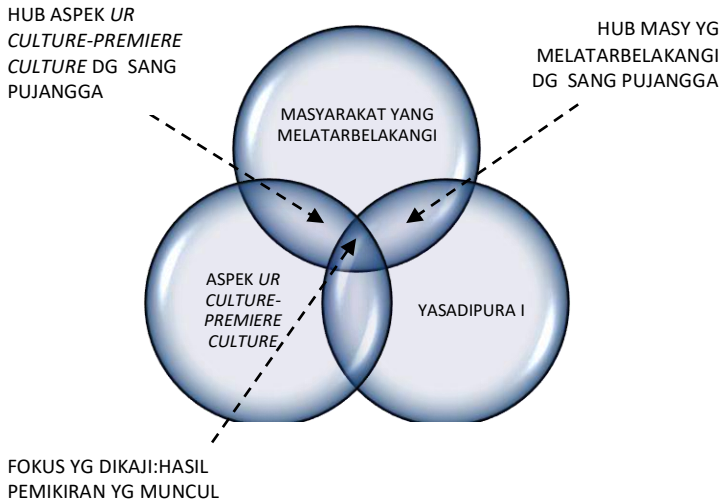 HUB ASPEK UR
CULTURE-PREMIERE
CULTURE DG SANG
PUJANGGA
HUB MASY YG
MELATARBELAKANGI
DG SANG PUJANGGA
MASYARAKAT YANG
MELATARBELAKANGI
ASPEK UR
CULTURE-
PREMIERE
CULTURE
YASADIPURA I
FOKUS YG DIKAJI:HASIL
PEMIKIRAN YG MUNCUL